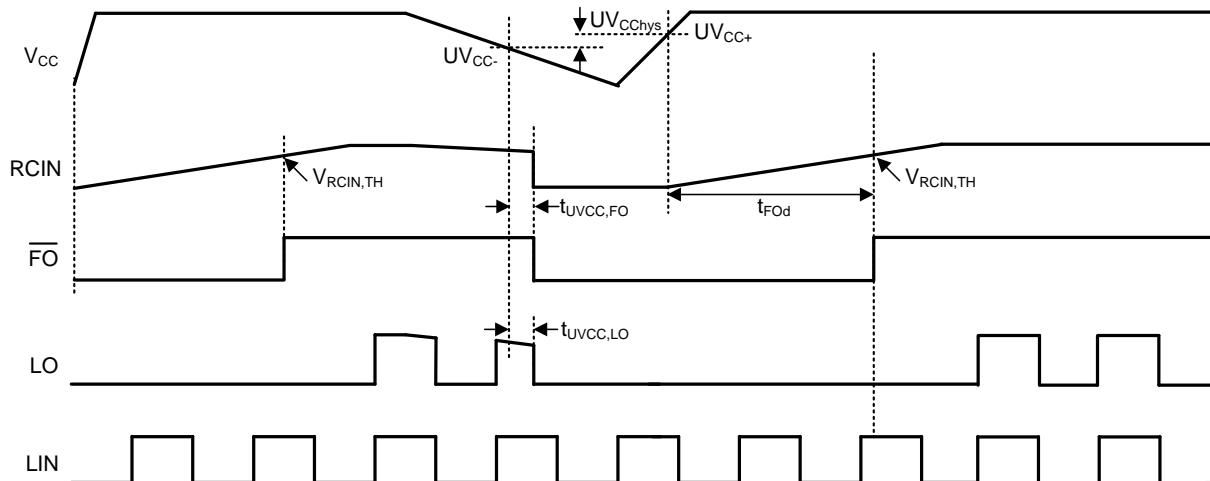 UVCChys
VCC
UVCC-
UVCC+
RCIN
VRCIN,TH
VRCIN,TH
tUVCC,FO
tFOd
FO
LO
tUVCC,LO
LIN